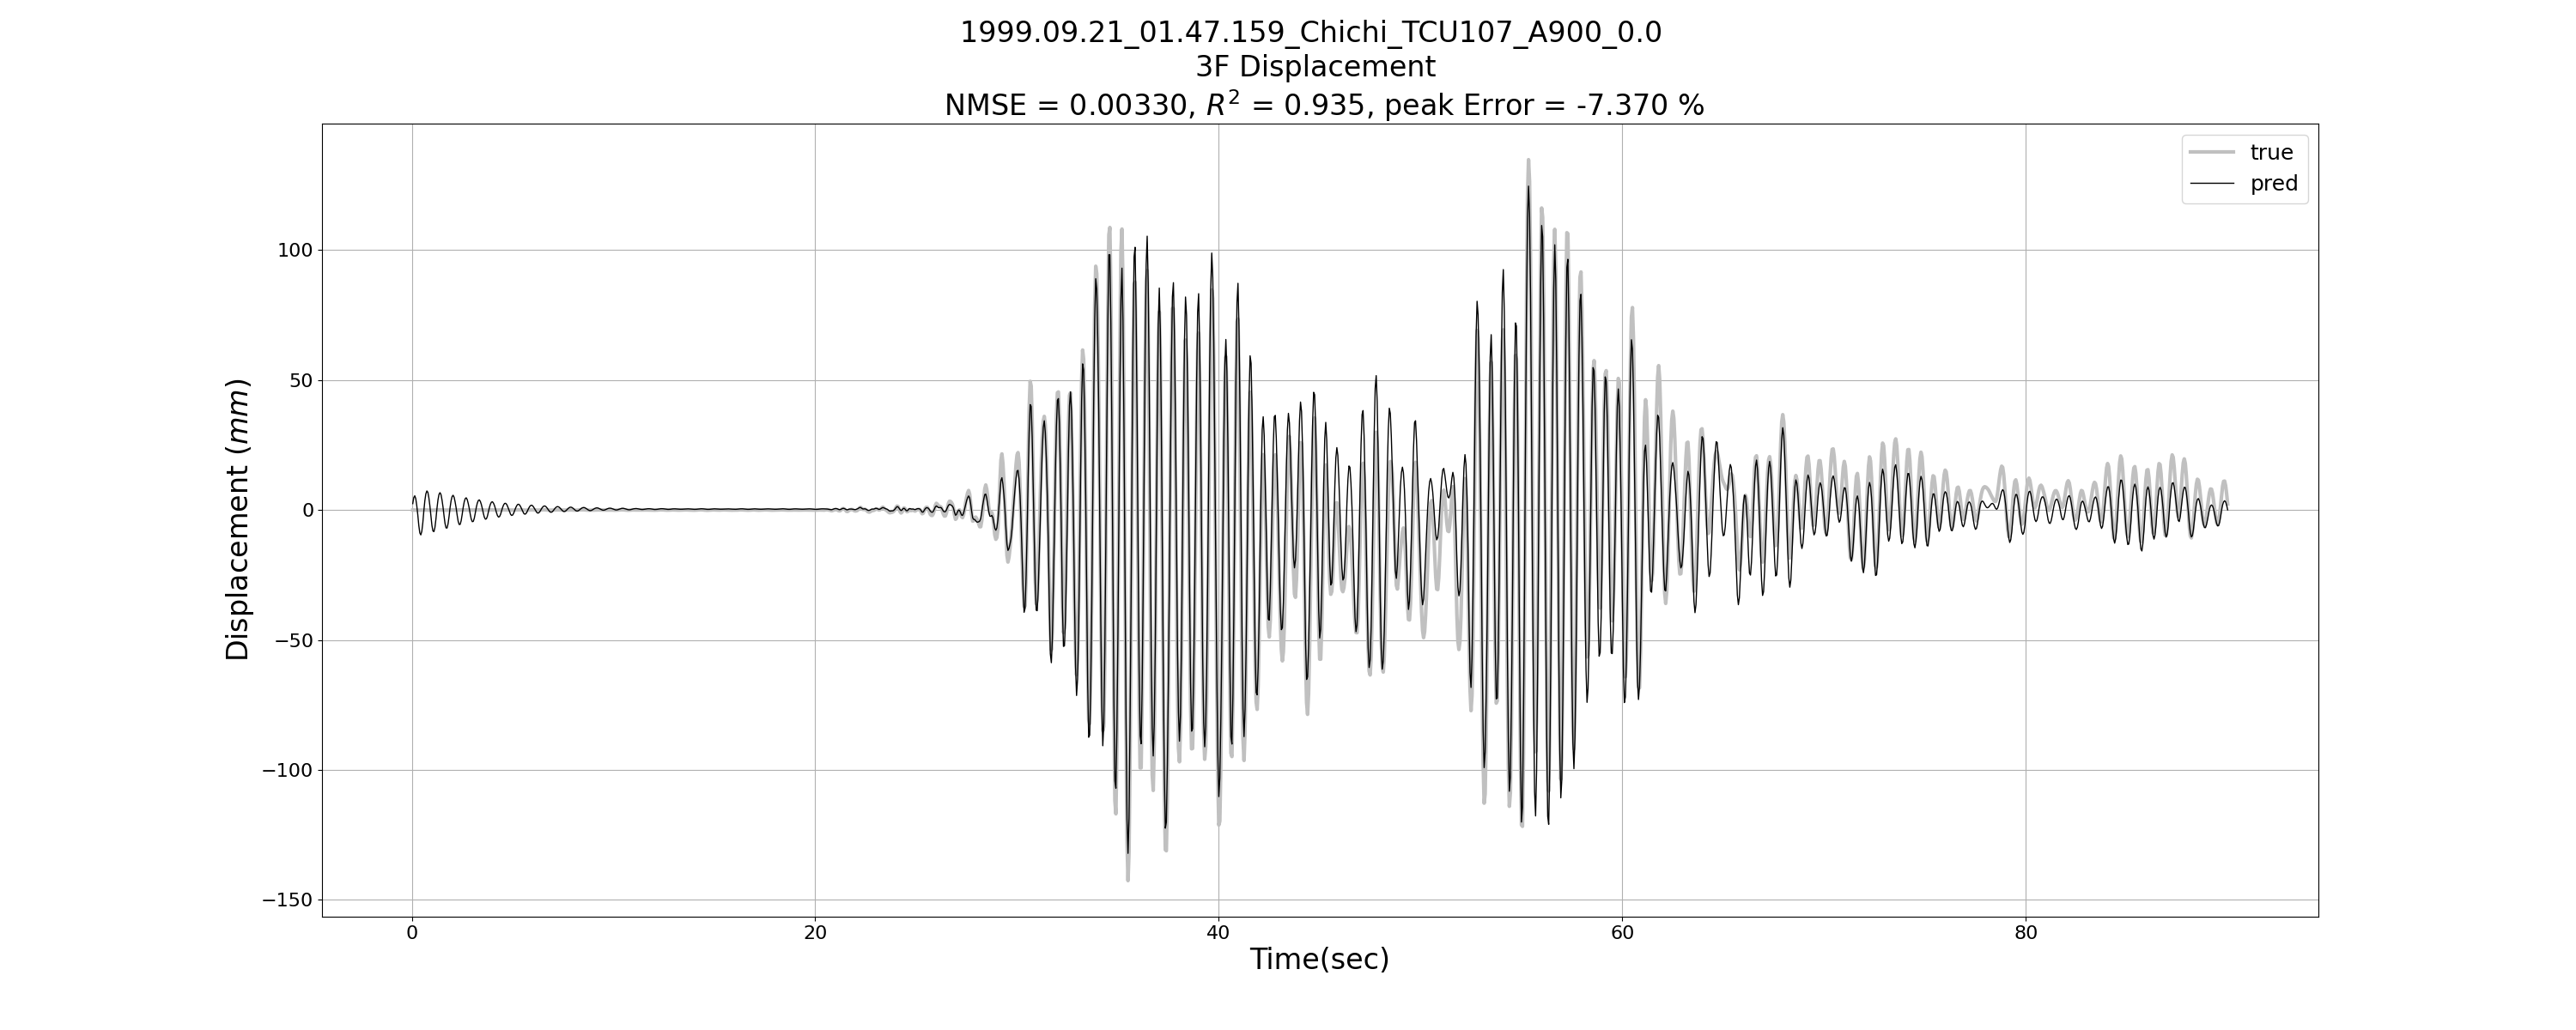 1999.09.21_01.47.159_Chichi_TCU107_A900_0.0
3F Displacement
NMSE = 0.00330, R² = 0.935, peak Error = -7.370 %
true
pred
100
50
0
−50
−100
−150
Displacement (mm)
0
20
40
60
80
Time(sec)